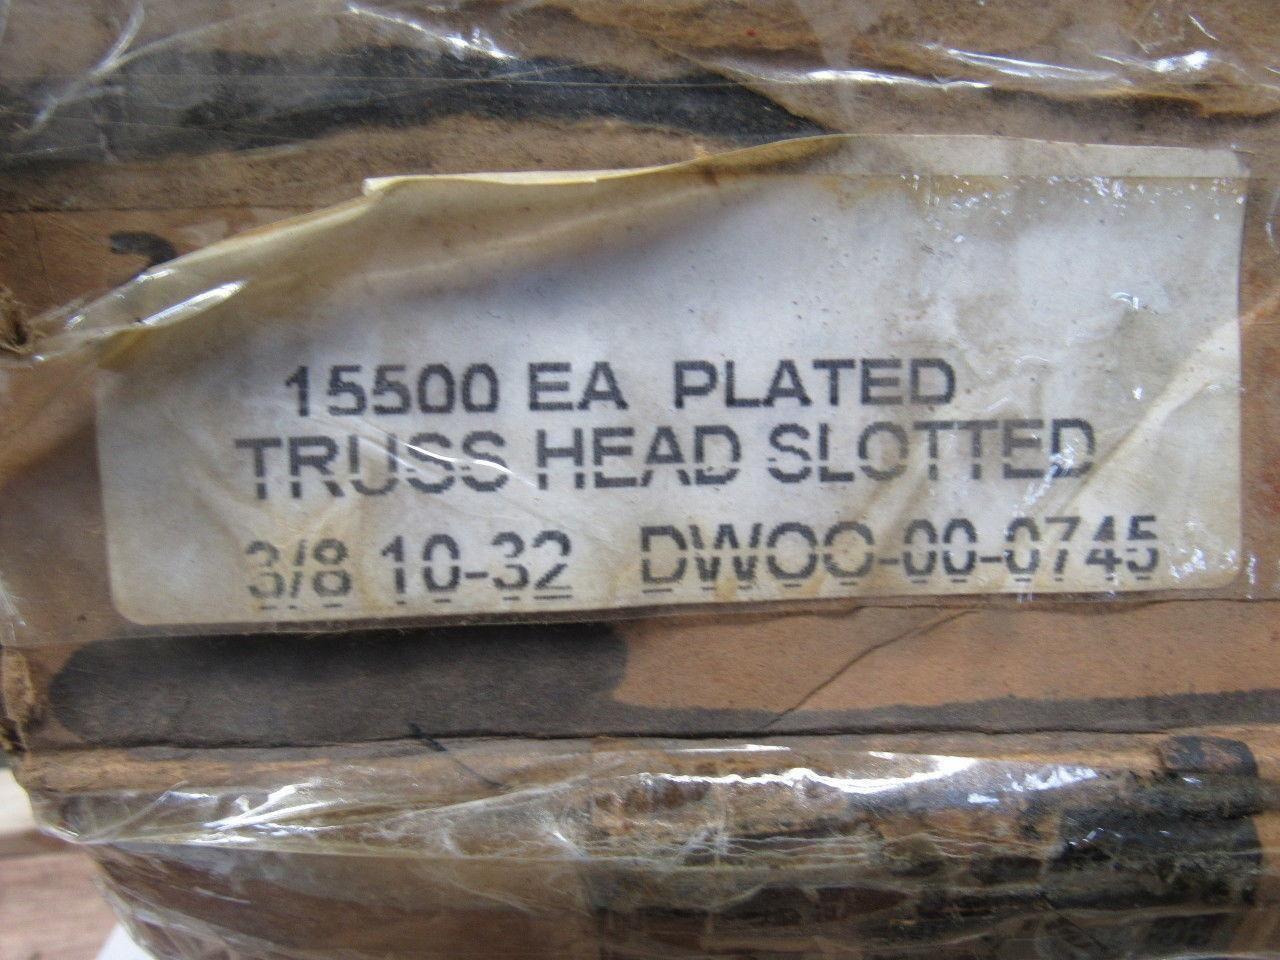 15500 EA PLATED
TRUSS HEAD SLOTTED
3/8 10-32 DWOO-00-0745